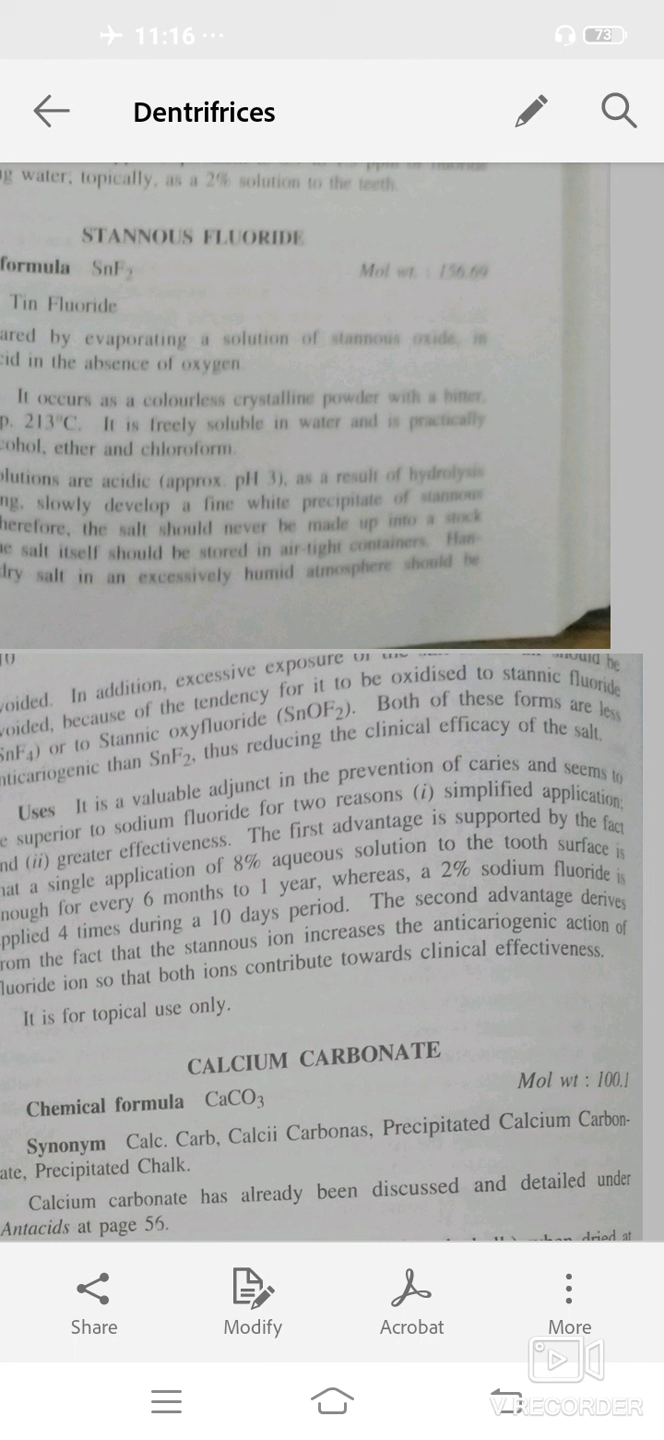 11:16 ...
73
Dentrifrices
g water, topically, as a 2% solution to the teeth.
STANNOUS FLUORIDE
formula SnF₂ Mol wt. : 156.69
Tin Fluoride
ared by evaporating a solution of stannous oxide, in
cid in the absence of oxygen
It occurs as a colourless crystalline powder with a bitter,
p. 213°C. It is freely soluble in water and is practically
cohol, ether and chloroform.
olutions are acidic (approx. pH 3), as a result of hydrolysis
ng, slowly develop a fine white precipitate of stannous
herefore, the salt should never be made up into a stock
e salt itself should be stored in air-tight containers. Han-
dry salt in an excessively humid atmosphere should be
10
voided. In addition, excessive exposure of should be
voided, because of the tendency for it to be oxidised to stannic fluoride
SnF₄) or to Stannic oxyfluoride (SnOF₂). Both of these forms are less
nticariogenic than SnF₂, thus reducing the clinical efficacy of the salt.
Uses It is a valuable adjunct in the prevention of caries and seems to
e superior to sodium fluoride for two reasons (i) simplified application;
nd (ii) greater effectiveness. The first advantage is supported by the fact
hat a single application of 8% aqueous solution to the tooth surface is
nough for every 6 months to 1 year, whereas, a 2% sodium fluoride is
pplied 4 times during a 10 days period. The second advantage derives
rom the fact that the stannous ion increases the anticariogenic action of
luoride ion so that both ions contribute towards clinical effectiveness.
It is for topical use only.
CALCIUM CARBONATE
Mol wt : 100.1
Chemical formula CaCO₃
Synonym Calc. Carb, Calcii Carbonas, Precipitated Calcium Carbon-
ate, Precipitated Chalk.
Calcium carbonate has already been discussed and detailed under
Antacids at page 56.
when dried at
Share Modify Acrobat More
V RECORDER